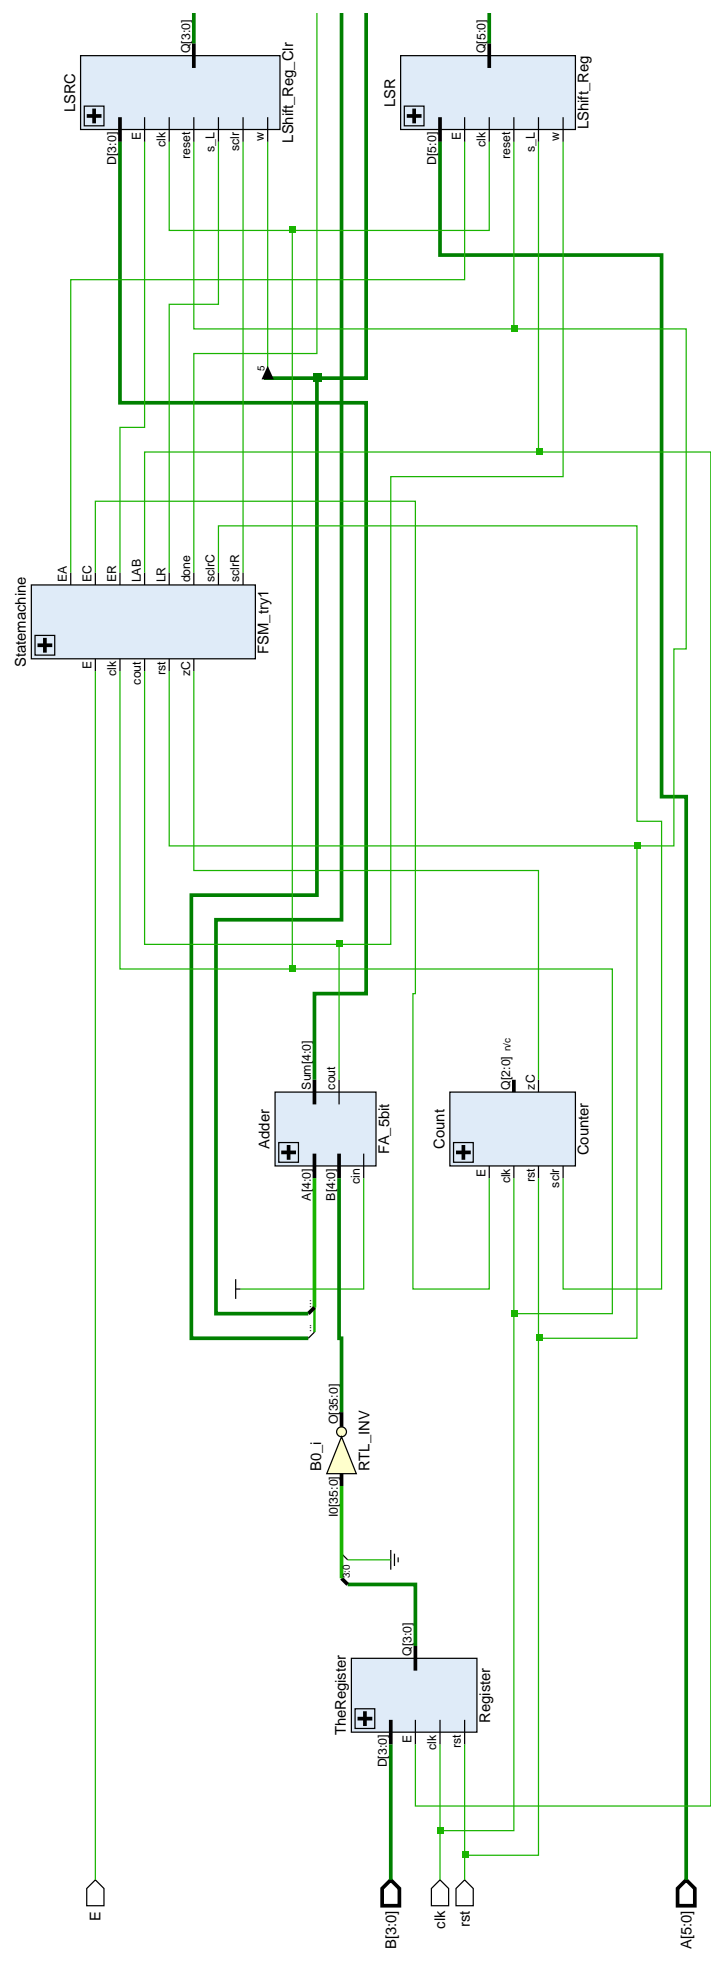 LSRC
Q[3:0]
D[3:0]
E
clk
reset
s_L
sclr
w
LShift_Reg_Clr
LSR
Q[5:0]
D[5:0]
E
clk
reset
s_L
w
LShift_Reg
5
Statemachine
EA
EC
ER
LAB
LR
done
sclrC
sclrR
E
clk
cout
rst
zC
FSM_try1
Adder
Sum[4:0]
cout
A[4:0]
B[4:0]
cin
FA_5bit
Count
Q[2:0] n/c
zC
E
clk
rst
sclr
Counter
...
...
B0_i
O[35:0]
I0[35:0]
RTL_INV
3:0
TheRegister
Q[3:0]
D[3:0]
E
clk
rst
Register
E
B[3:0]
clk
rst
A[5:0]